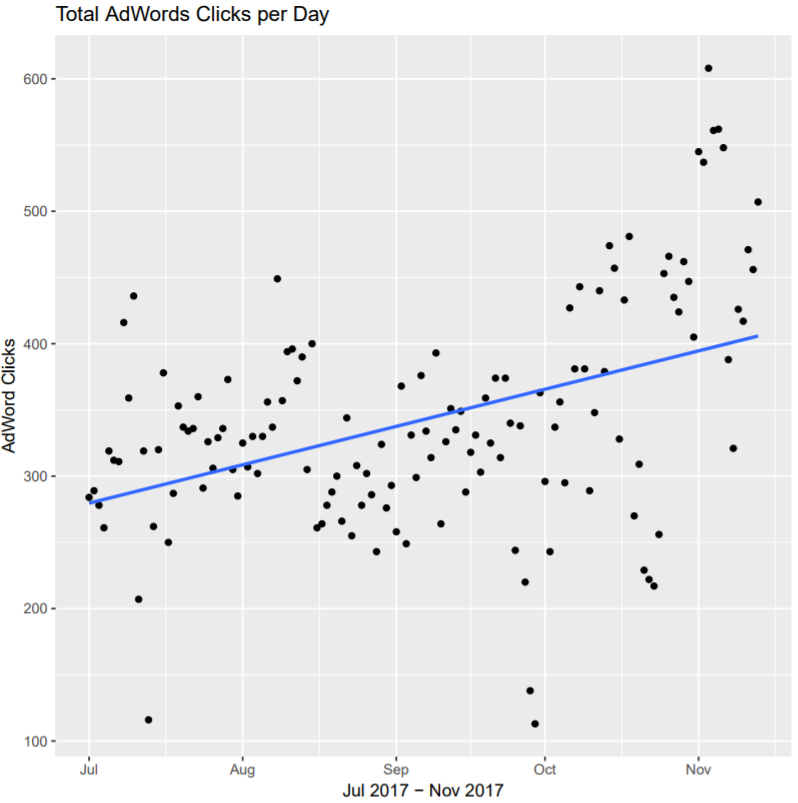 Total AdWords Clicks per Day
600
500
400
300
200
100
AdWord Clicks
Jul
Aug
Sep
Oct
Nov
Jul 2017 − Nov 2017